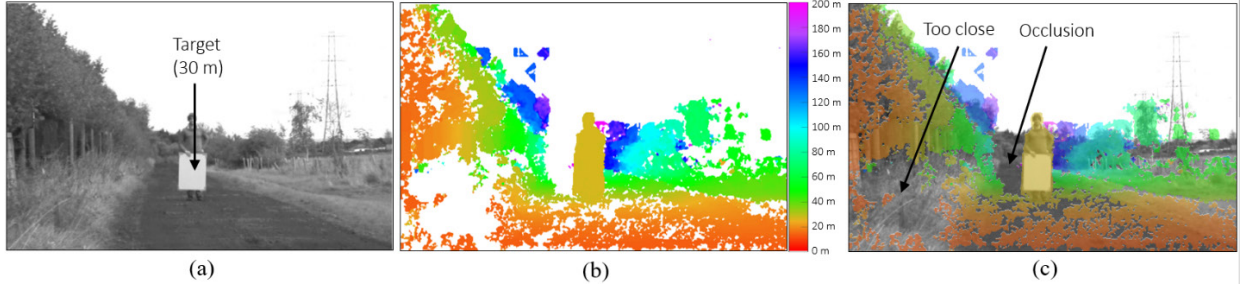 Target
(30 m)
200 m
180 m
160 m
140 m
120 m
100 m
80 m
60 m
40 m
20 m
0 m
Too close
Occlusion
(a)
(b)
(c)